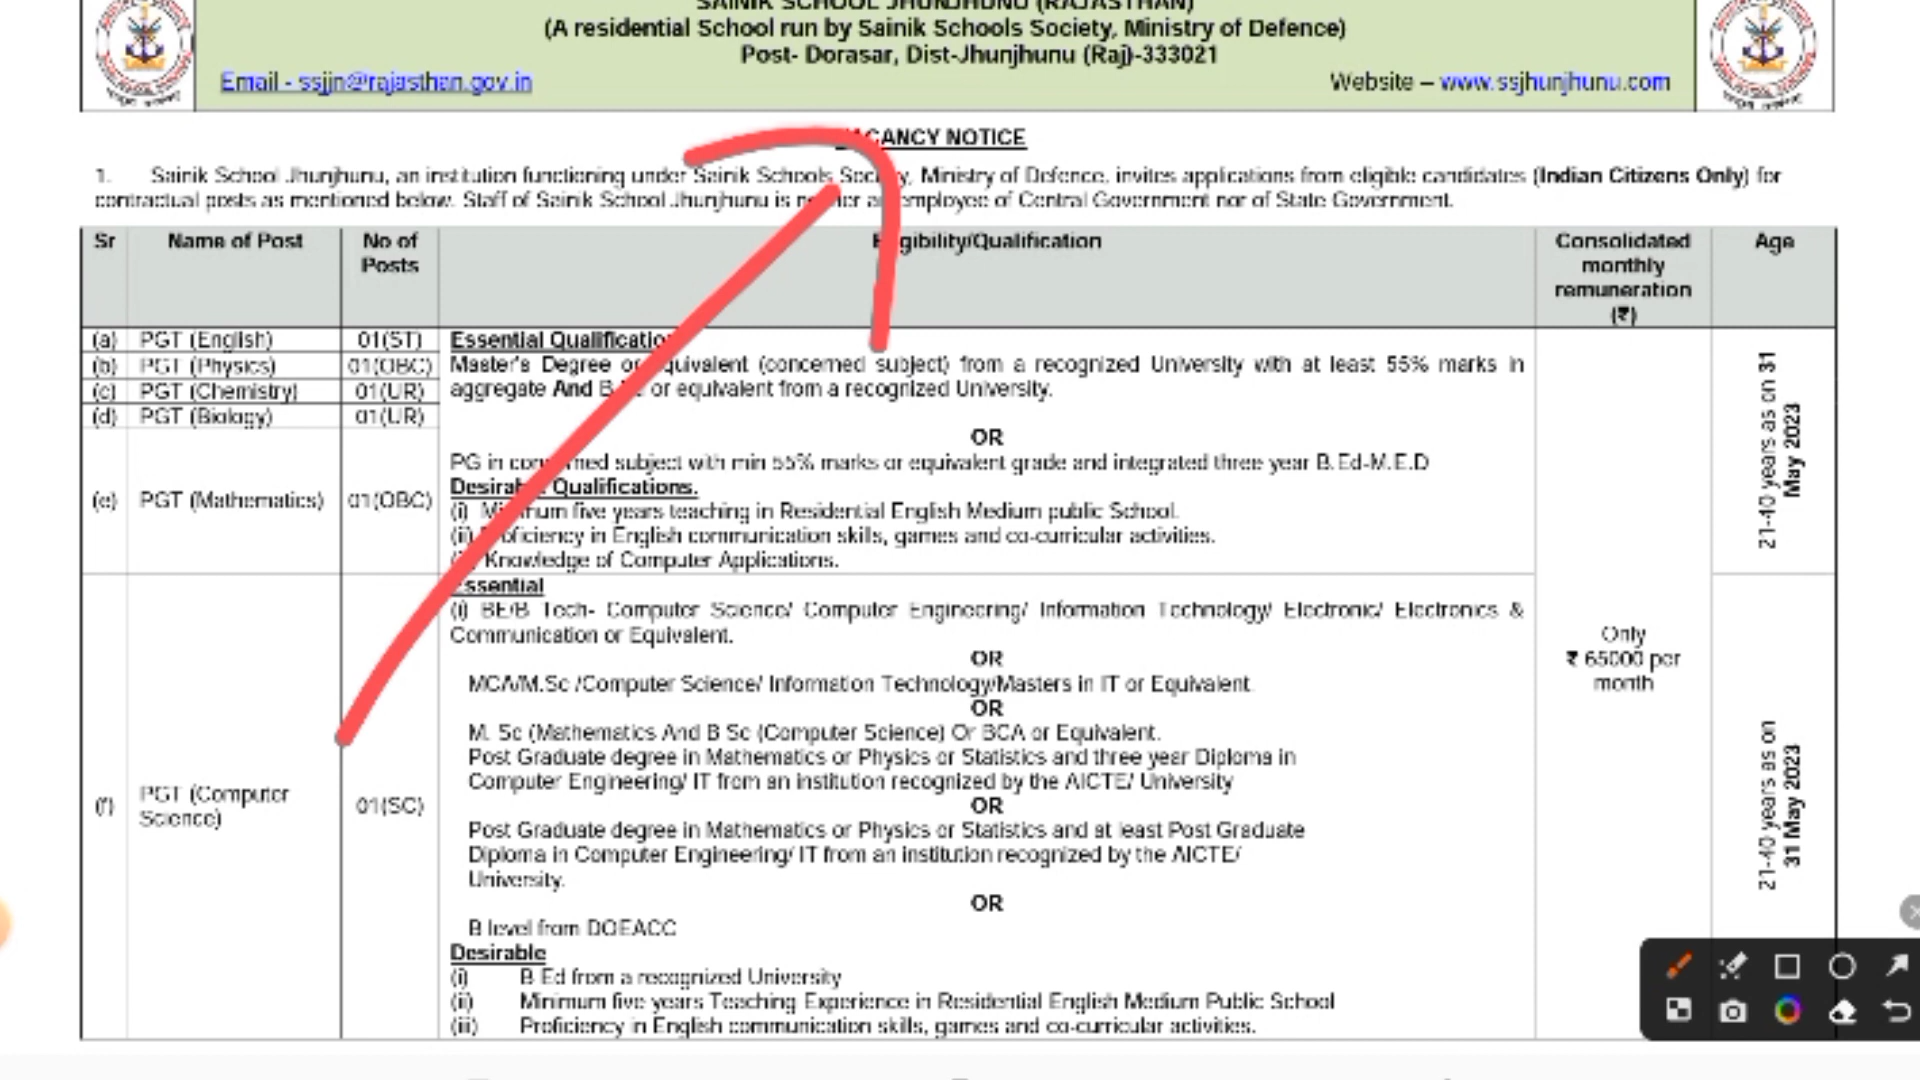 SAINIK SCHOOL JHUNJHUNU (RAJASTHAN)
(A residential School run by Sainik Schools Society, Ministry of Defence)
Post- Dorasar, Dist-Jhunjhunu (Raj)-333021
Email - ssjjn@rajasthan.gov.in
Website – www.ssjhunjhunu.com
VACANCY NOTICE
1. Sainik School Jhunjhunu, an institution functioning under Sainik Schools Society, Ministry of Defence, invites applications from eligible candidates (Indian Citizens Only) for
contractual posts as mentioned below. Staff of Sainik School Jhunjhunu is neither an employee of Central Government nor of State Government.
Sr
Name of Post
No of
Posts
Eligibility/Qualification
Consolidated
monthly
remuneration
(₹)
Age
(a) PGT (English) 01(ST)
(b) PGT (Physics) 01(OBC)
(c) PGT (Chemistry) 01(UR)
(d) PGT (Biology) 01(UR)
(e) PGT (Mathematics) 01(OBC)
Essential Qualification
Master's Degree or equivalent (concerned subject) from a recognized University with at least 55% marks in
aggregate And B or equivalent from a recognized University.
OR
PG in concerned subject with min 55% marks or equivalent grade and integrated three year B.Ed-M.E.D
Desirable Qualifications.
(i) Minimum five years teaching in Residential English Medium public School.
(ii) Proficiency in English communication skills, games and co-curricular activities.
Knowledge of Computer Applications.
21-40 years as on 31
May 2023
(f) PGT (Computer
Science)
01(SC)
Essential
(i) BE/B Tech- Computer Science/ Computer Engineering/ Information Technology/ Electronic/ Electronics &
Communication or Equivalent.
OR
MCA/M.Sc /Computer Science/ Information Technology/Masters in IT or Equivalent.
OR
M. Sc (Mathematics And B Sc (Computer Science) Or BCA or Equivalent.
Post Graduate degree in Mathematics or Physics or Statistics and three year Diploma in
Computer Engineering/ IT from an institution recognized by the AICTE/ University
OR
Post Graduate degree in Mathematics or Physics or Statistics and at least Post Graduate
Diploma in Computer Engineering/ IT from an institution recognized by the AICTE/
University.
OR
B level from DOEACC
Desirable
(i) B Ed from a recognized University
(ii) Minimum five years Teaching Experience in Residential English Medium Public School
(iii) Proficiency in English communication skills, games and co-curricular activities.
Only
₹ 65000 per
month
21-40 years as on
31 May 2023